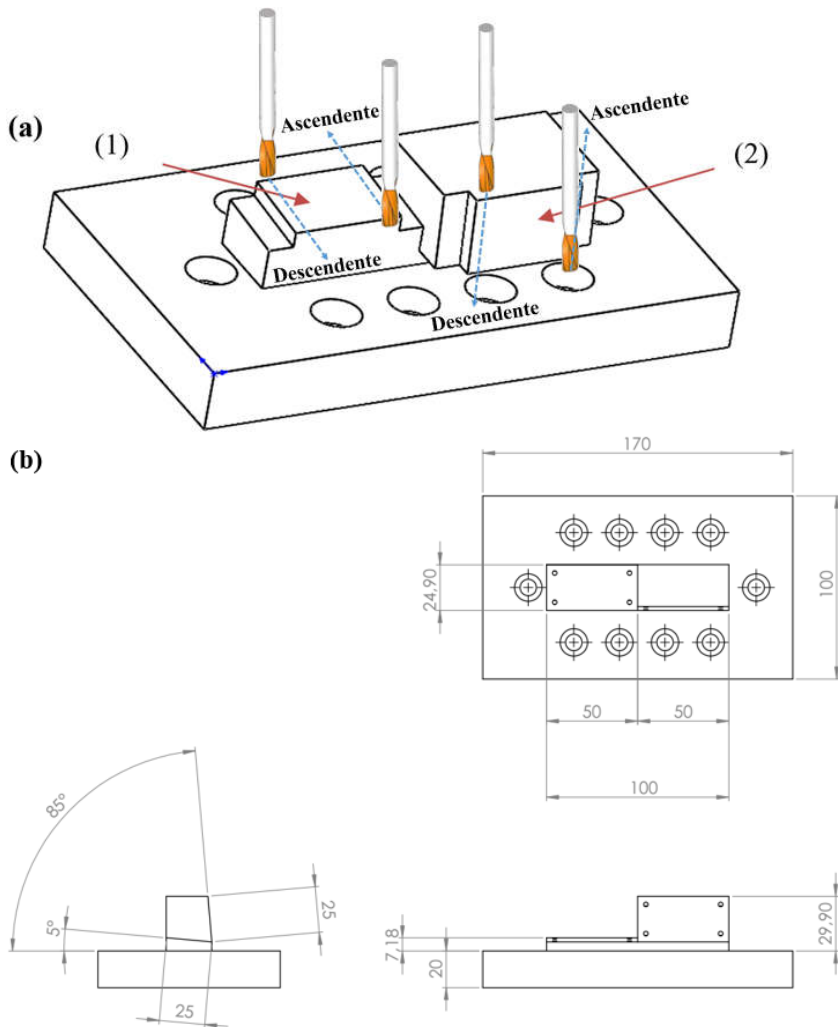 (a)
(1)
Ascendente
Ascendente
(2)
Descendente
Descendente
(b)
170
24,90
100
50
50
100
85°
5°
25
25
7,18
20
29,90